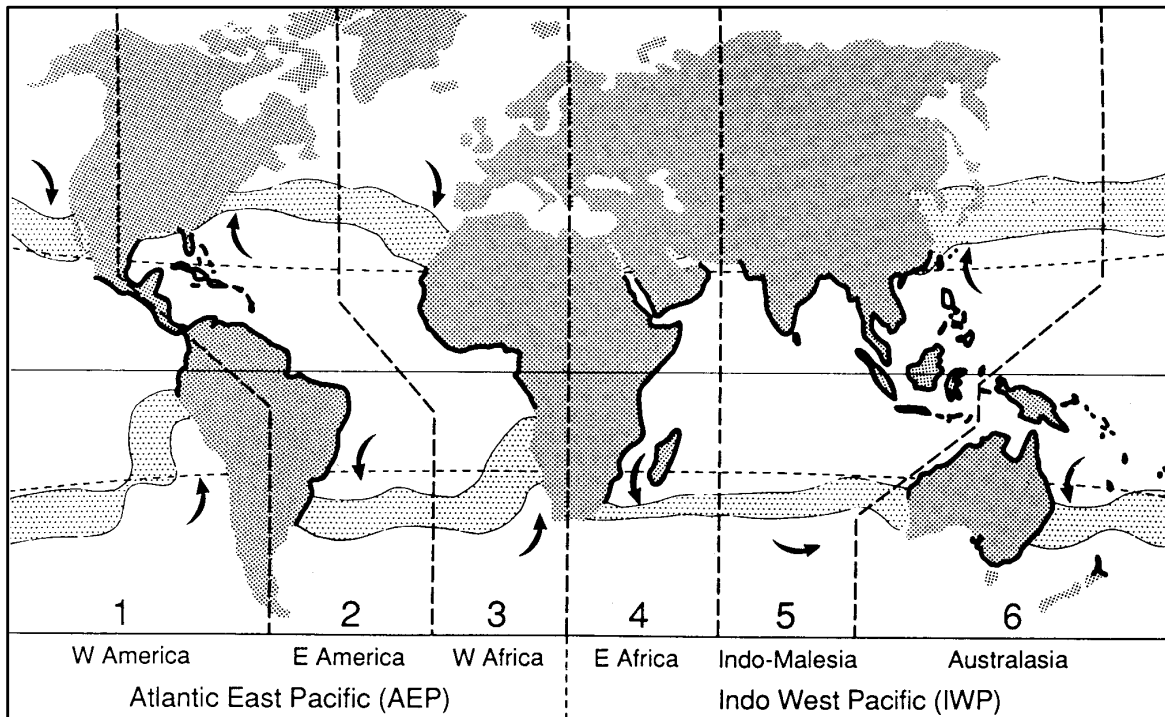 1 2 3 4 5 6
W America E America W Africa E Africa Indo-Malesia Australasia
Atlantic East Pacific (AEP) Indo West Pacific (IWP)